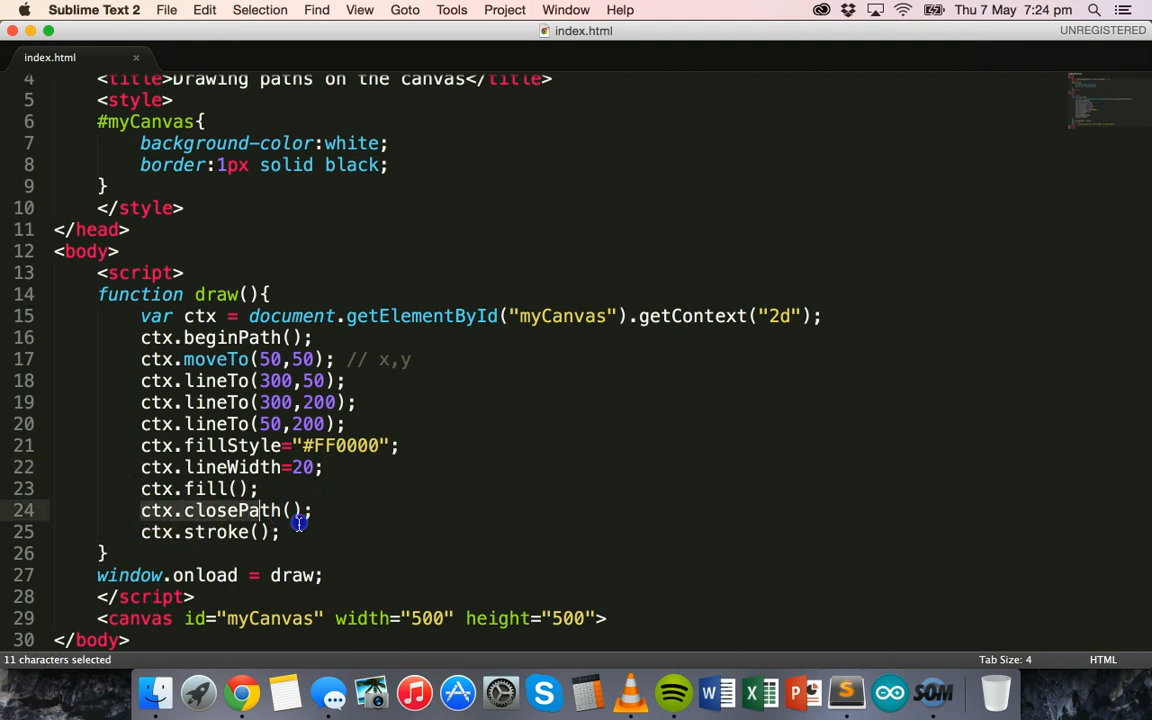 Sublime Text 2 File Edit Selection Find View Goto Tools Project Window Help Thu 7 May 7:24 pm
index.html UNREGISTERED
index.html
4 <title>Drawing paths on the canvas</title>
5 <style>
6 #myCanvas{
7 background-color:white;
8 border:1px solid black;
9 }
10 </style>
11 </head>
12 <body>
13 <script>
14 function draw(){
15 var ctx = document.getElementById("myCanvas").getContext("2d");
16 ctx.beginPath();
17 ctx.moveTo(50,50); // x,y
18 ctx.lineTo(300,50);
19 ctx.lineTo(300,200);
20 ctx.lineTo(50,200);
21 ctx.fillStyle="#FF0000";
22 ctx.lineWidth=20;
23 ctx.fill();
24 ctx.closePath();
25 ctx.stroke();
26 }
27 window.onload = draw;
28 </script>
29 <canvas id="myCanvas" width="500" height="500">
30 </body>
11 characters selected Tab Size: 4 HTML
SOM